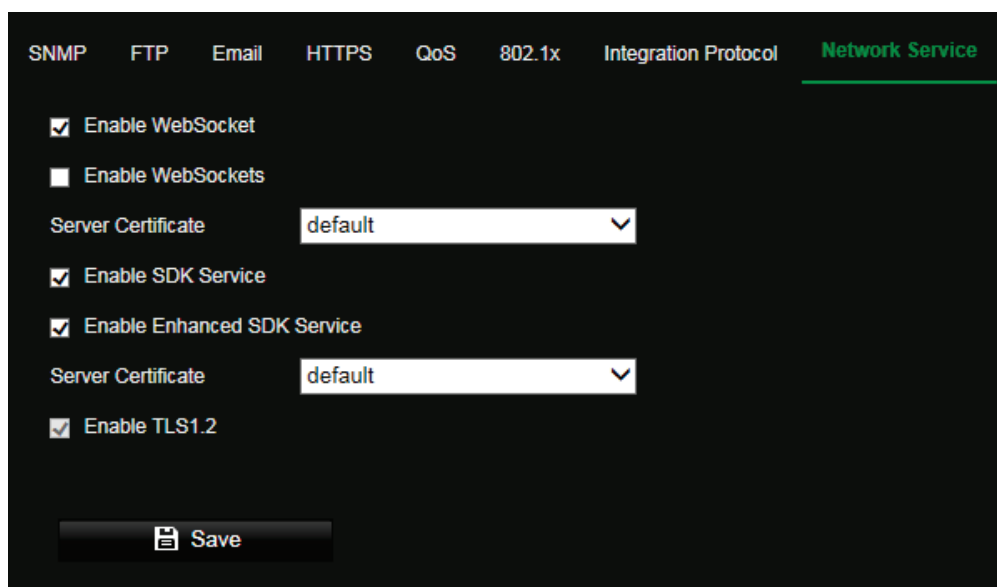 SNMP FTP Email HTTPS QoS 802.1x Integration Protocol Network Service
Enable WebSocket
Enable WebSockets
Server Certificate default
Enable SDK Service
Enable Enhanced SDK Service
Server Certificate default
Enable TLS1.2
Save